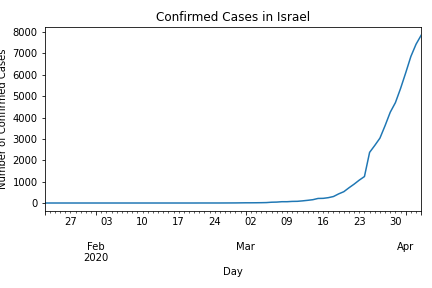 Confirmed Cases in Israel
Number of Confirmed Cases
8000
7000
6000
5000
4000
3000
2000
1000
0
27 03 10 17 24 02 09 16 23 30
Feb Mar Apr
2020
Day